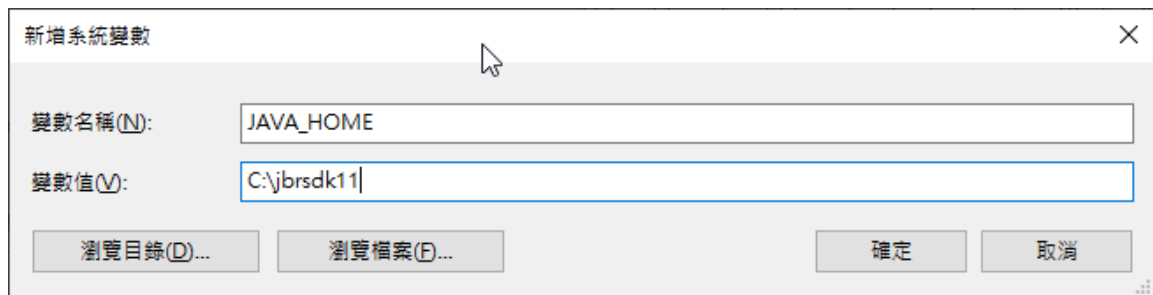 新增系統變數
變數名稱(N):
JAVA_HOME
變數值(V):
C:\jbrsdk11
瀏覽目錄(D)...
瀏覽檔案(F)...
確定
取消